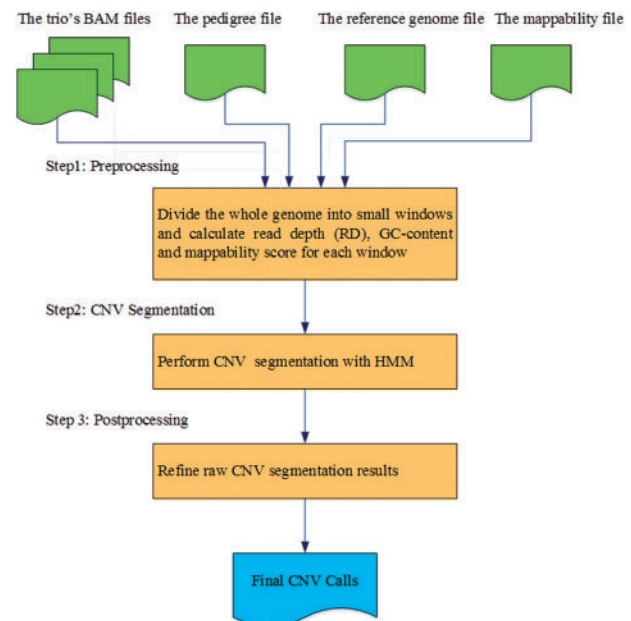 The trio's BAM files
The pedigree file
The reference genome file
The mappability file
Step1: Preprocessing
Divide the whole genome into small windows
and calculate read depth (RD), GC-content
and mappability score for each window
Step2: CNV Segmentation
Perform CNV segmentation with HMM
Step 3: Postprocessing
Refine raw CNV segmentation results
Final CNV Calls